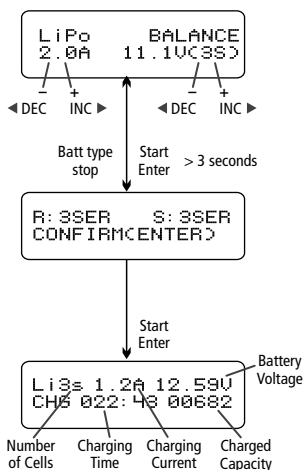 LiPo BALANCE
2.0A 11.1V(3S)
– + – +
◀ DEC INC ▶ ◀ DEC INC ▶
Batt type stop
Start Enter > 3 seconds
R:3SER S:3SER
CONFIRM(ENTER)
Start Enter
Battery Voltage
Li3s 1.2A 12.59V
CHG 022:43 00682
Number of Cells
Charging Time
Charging Current
Charged Capacity